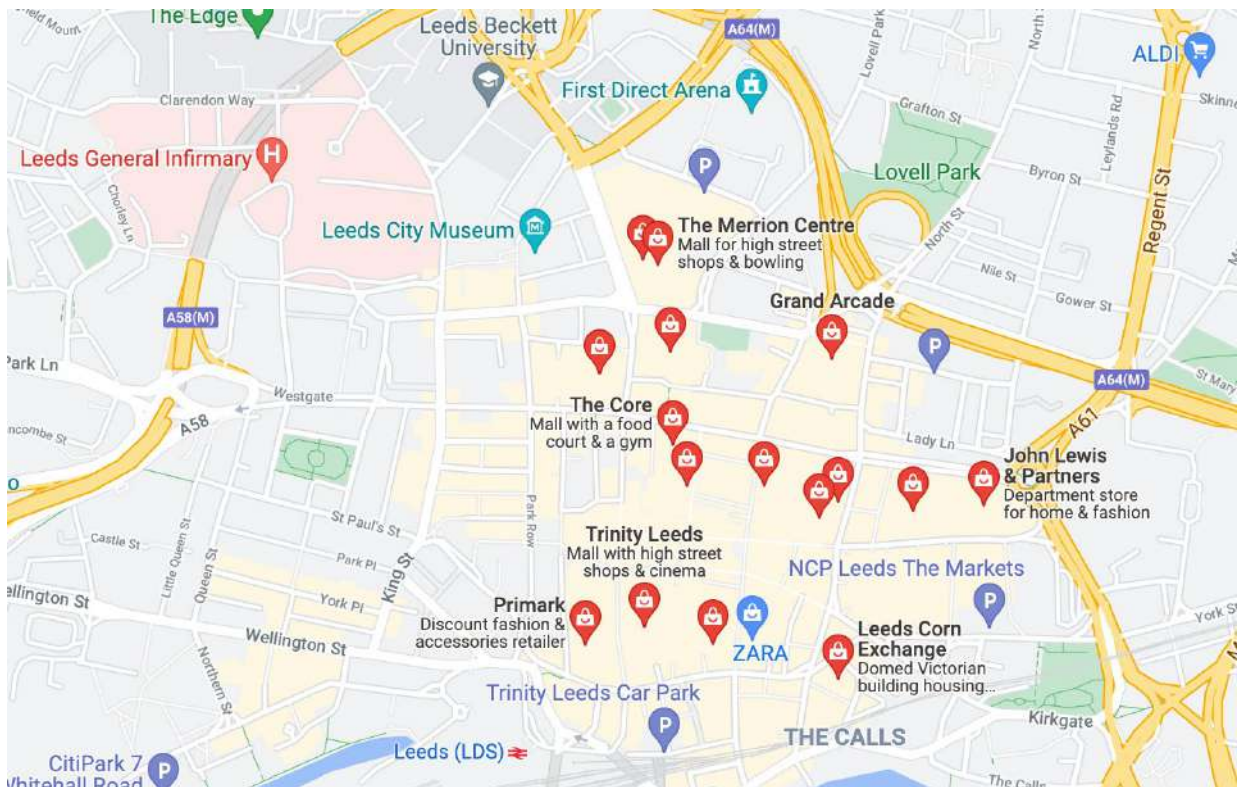 The Edge
Leeds Beckett
University
A64(M)
Lovell Park
North St
ALDI
Clarendon Way
First Direct Arena
Grafton St
Leylands Rd
Leeds General Infirmary
H
P
Lovell Park
Byron St
Regent St
Chorley Ln
Leeds City Museum
The Merrion Centre
Mall for high street
shops & bowling
North St
Nile St
Gower St
Grand Arcade
A58(M)
P
Park Ln
Westgate
A58
A64(M)
St Mary
The Core
Mall with a food
court & a gym
Lady Ln
A61
John Lewis
& Partners
Department store
for home & fashion
Park Row
St Paul's St
Castle St
Park Pl
Little Queen St
Queen St
King St
Trinity Leeds
Mall with high street
shops & cinema
NCP Leeds The Markets
P
York Pl
Wellington St
Primark
Discount fashion &
accessories retailer
ZARA
Leeds Corn
Exchange
Domed Victorian
building housing...
York St
Northern St
Trinity Leeds Car Park
P
Kirkgate
THE CALLS
Leeds (LDS)
CitiPark 7
Whitehall Road
P
The Calls